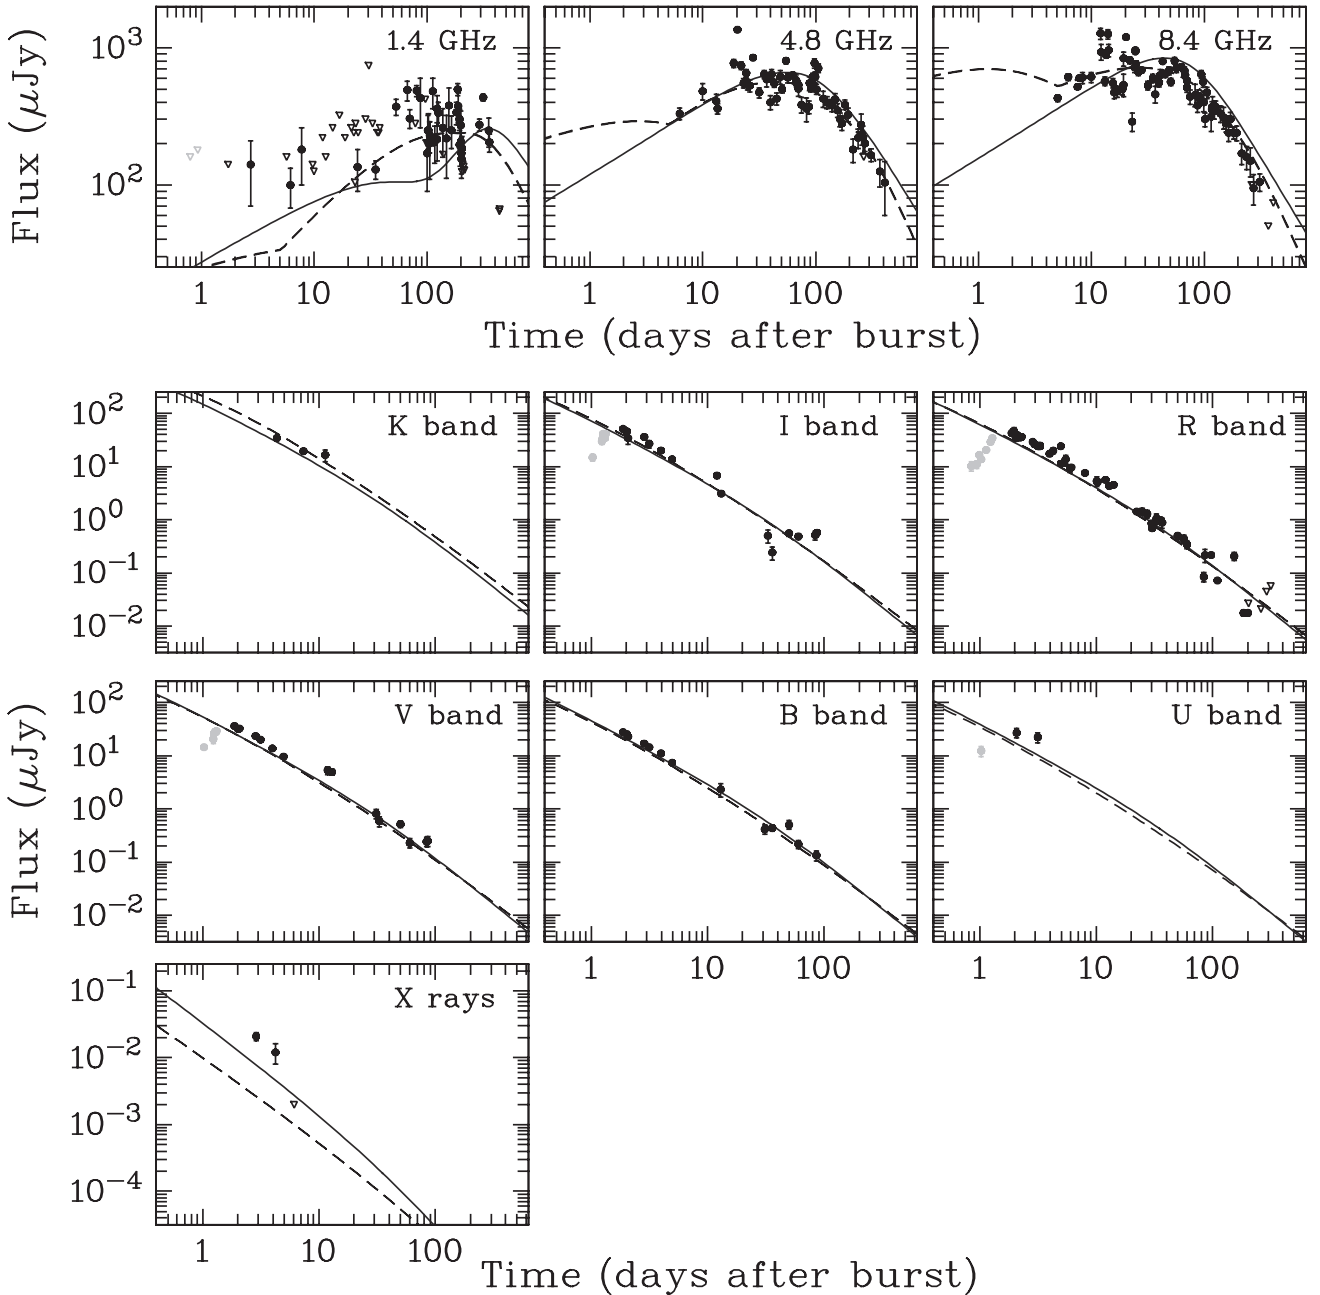 Flux (μJy)
10³
10²
1.4 GHz
4.8 GHz
8.4 GHz
1 10 100
1 10 100
1 10 100
Time (days after burst)
Flux (μJy)
10²
10¹
10⁰
10⁻¹
10⁻²
K band
I band
R band
10²
10¹
10⁰
10⁻¹
10⁻²
V band
B band
U band
1 10 100
1 10 100
10⁻¹
10⁻²
10⁻³
10⁻⁴
X rays
1 10 100
Time (days after burst)